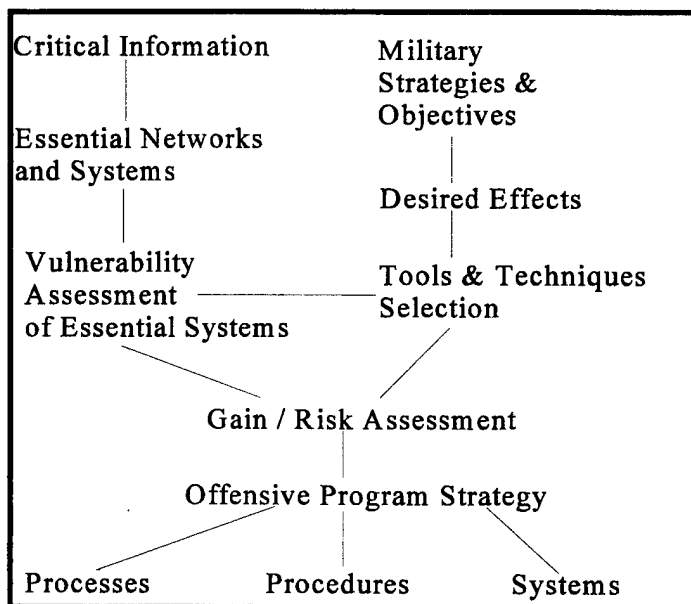 Critical Information
Military
Strategies &
Objectives
Essential Networks
and Systems
Desired Effects
Vulnerability
Assessment
of Essential Systems
Tools & Techniques
Selection
Gain / Risk Assessment
Offensive Program Strategy
Processes
Procedures
Systems